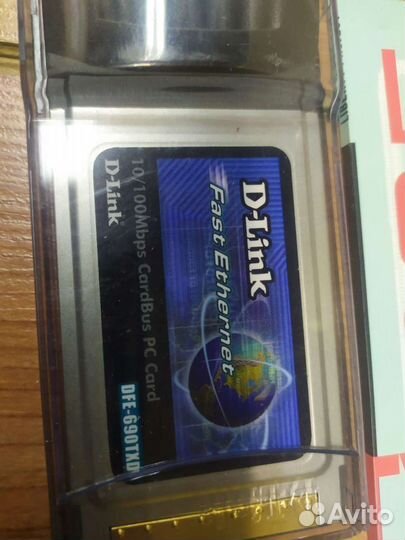 D-Link
Fast Ethernet
10/100Mbps CardBus PC Card
D-Link
DFE-690TXD
Avito